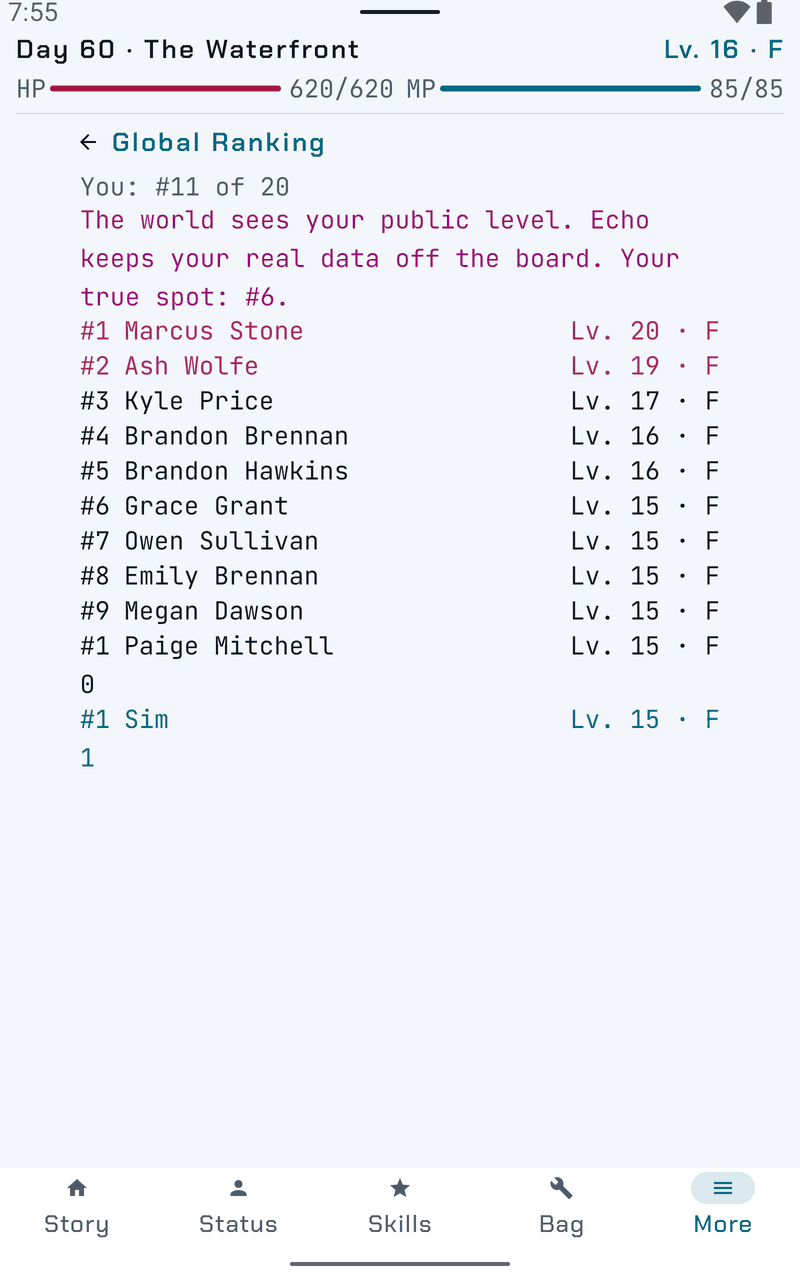 7:55
Day 60 · The Waterfront Lv. 16 · F
HP 620/620 MP 85/85
← Global Ranking
You: #11 of 20
The world sees your public level. Echo
keeps your real data off the board. Your
true spot: #6.
#1 Marcus Stone Lv. 20 · F
#2 Ash Wolfe Lv. 19 · F
#3 Kyle Price Lv. 17 · F
#4 Brandon Brennan Lv. 16 · F
#5 Brandon Hawkins Lv. 16 · F
#6 Grace Grant Lv. 15 · F
#7 Owen Sullivan Lv. 15 · F
#8 Emily Brennan Lv. 15 · F
#9 Megan Dawson Lv. 15 · F
#1 Paige Mitchell Lv. 15 · F
0
#1 Sim Lv. 15 · F
1
Story Status Skills Bag More